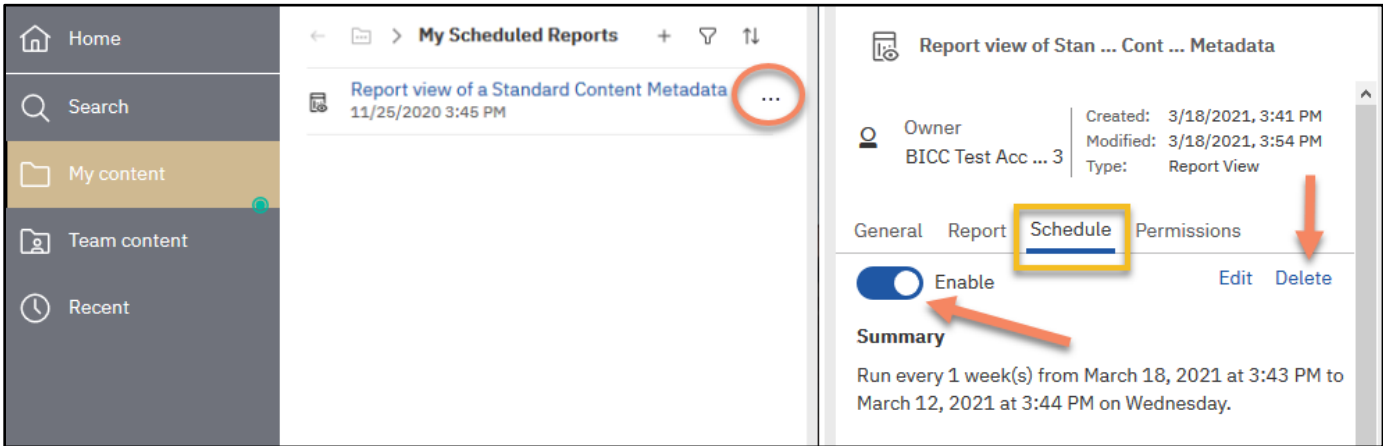 Home
Search
My content
Team content
Recent
My Scheduled Reports
Report view of a Standard Content Metadata
11/25/2020 3:45 PM
...
Report view of Stan ... Cont ... Metadata
Owner
BICC Test Acc ... 3
Created: 3/18/2021, 3:41 PM
Modified: 3/18/2021, 3:54 PM
Type: Report View
General Report Schedule Permissions
Enable Edit Delete
Summary
Run every 1 week(s) from March 18, 2021 at 3:43 PM to
March 12, 2021 at 3:44 PM on Wednesday.